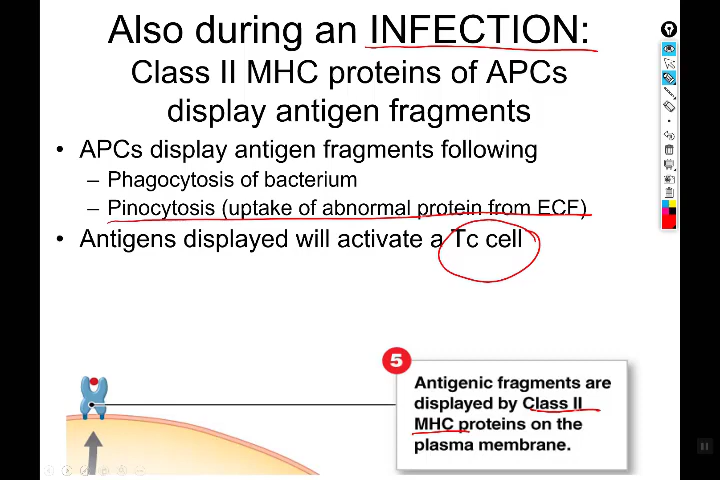 Also during an INFECTION:
Class II MHC proteins of APCs
display antigen fragments
• APCs display antigen fragments following
– Phagocytosis of bacterium
– Pinocytosis (uptake of abnormal protein from ECF)
• Antigens displayed will activate a Tc cell
5
Antigenic fragments are
displayed by Class II
MHC proteins on the
plasma membrane.